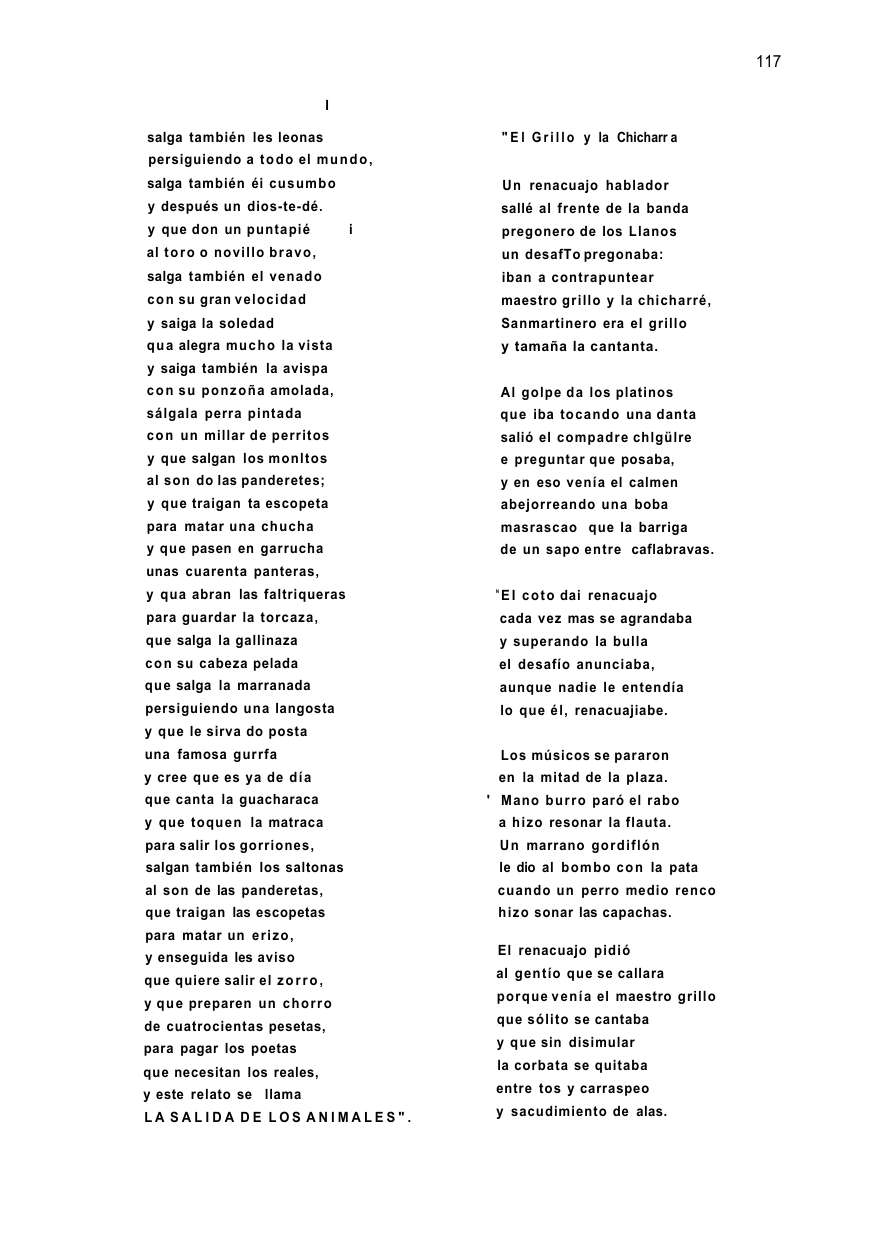 117
I
salga también les leonas
persiguiendo a todo el mundo,
salga también éi cusumbo
y después un dios-te-dé.
y que don un puntapié i
al toro o novillo bravo,
salga también el venado
con su gran velocidad
y saiga la soledad
qua alegra mucho la vista
y saiga también la avispa
con su ponzoña amolada,
sálgala perra pintada
con un millar de perritos
y que salgan los monItos
al son do las panderetes;
y que traigan ta escopeta
para matar una chucha
y que pasen en garrucha
unas cuarenta panteras,
y qua abran las faltriqueras
para guardar la torcaza,
que salga la gallinaza
con su cabeza pelada
que salga la marranada
persiguiendo una langosta
y que le sirva do posta
una famosa gurrfa
y cree que es ya de día
que canta la guacharaca
y que toquen la matraca
para salir los gorriones,
salgan también los saltonas
al son de las panderetas,
que traigan las escopetas
para matar un erizo,
y enseguida les aviso
que quiere salir el zorro,
y que preparen un chorro
de cuatrocientas pesetas,
para pagar los poetas
que necesitan los reales,
y este relato se llama
LA SALIDA DE LOS ANIMALES".
"El Grillo y la Chicharra
Un renacuajo hablador
sallé al frente de la banda
pregonero de los Llanos
un desafTo pregonaba:
iban a contrapuntear
maestro grillo y la chicharré,
Sanmartinero era el grillo
y tamaña la cantanta.
Al golpe da los platinos
que iba tocando una danta
salió el compadre chlgülre
e preguntar que posaba,
y en eso venía el calmen
abejorreando una boba
masrascao que la barriga
de un sapo entre caflabravas.
"El coto dai renacuajo
cada vez mas se agrandaba
y superando la bulla
el desafío anunciaba,
aunque nadie le entendía
lo que él, renacuajiabe.
Los músicos se pararon
en la mitad de la plaza.
' Mano burro paró el rabo
a hizo resonar la flauta.
Un marrano gordiflón
le dio al bombo con la pata
cuando un perro medio renco
hizo sonar las capachas.
El renacuajo pidió
al gentío que se callara
porque venía el maestro grillo
que sólito se cantaba
y que sin disimular
la corbata se quitaba
entre tos y carraspeo
y sacudimiento de alas.